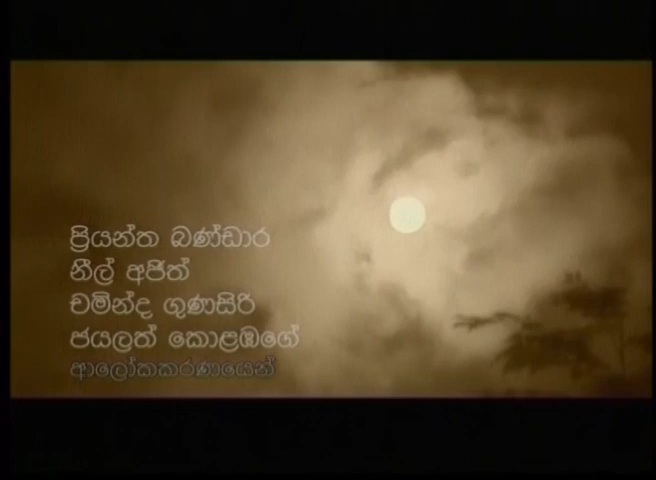 ප්‍රියන්ත බණ්ඩාර
නීල් අජිත්
චමින්ද ගුණසිරි
ජයලත් කොළඹගේ
ආලෝකකරණයෙන්